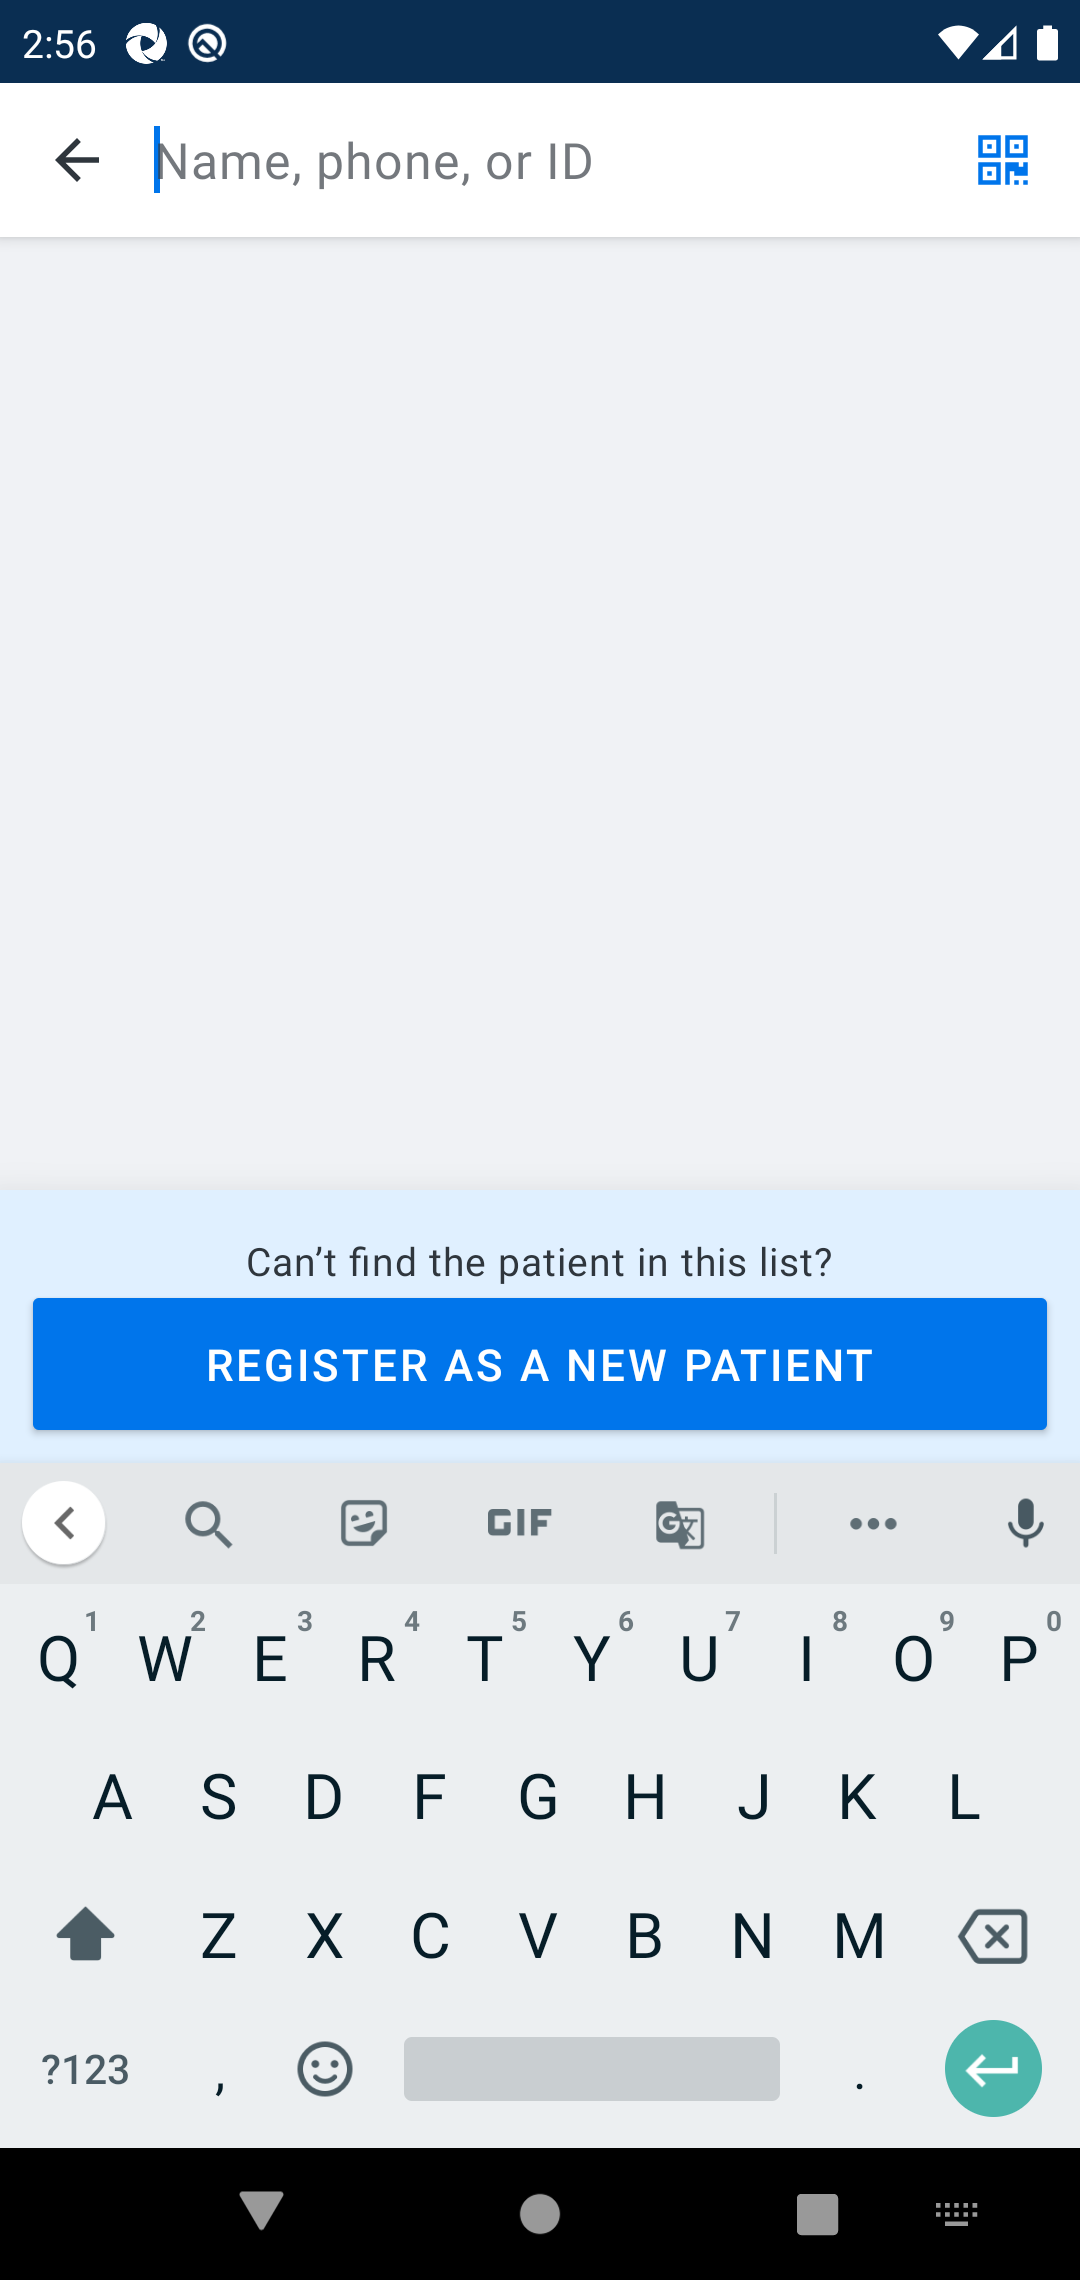 2:56
Name, phone, or ID
Can’t find the patient in this list?
REGISTER AS A NEW PATIENT
GIF
1 2 3 4 5 6 7 8 9 0
Q W E R T Y U I O P
A S D F G H J K L
Z X C V B N M
?123 , .